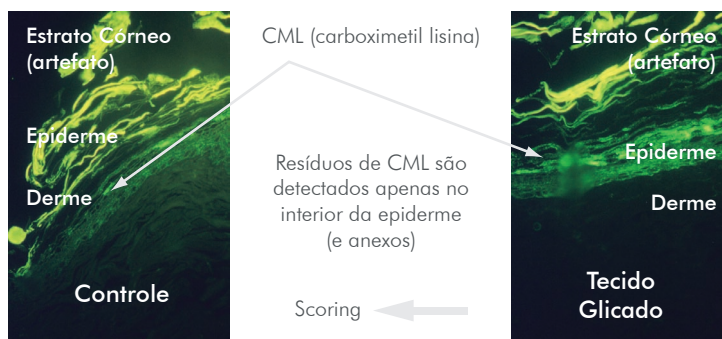 Estrato Córneo
(artefato)
Epiderme
Derme
Controle
CML (carboximetil lisina)
Resíduos de CML são
detectados apenas no
interior da epiderme
(e anexos)
Scoring
Estrato Córneo
(artefato)
Epiderme
Derme
Tecido
Glicado